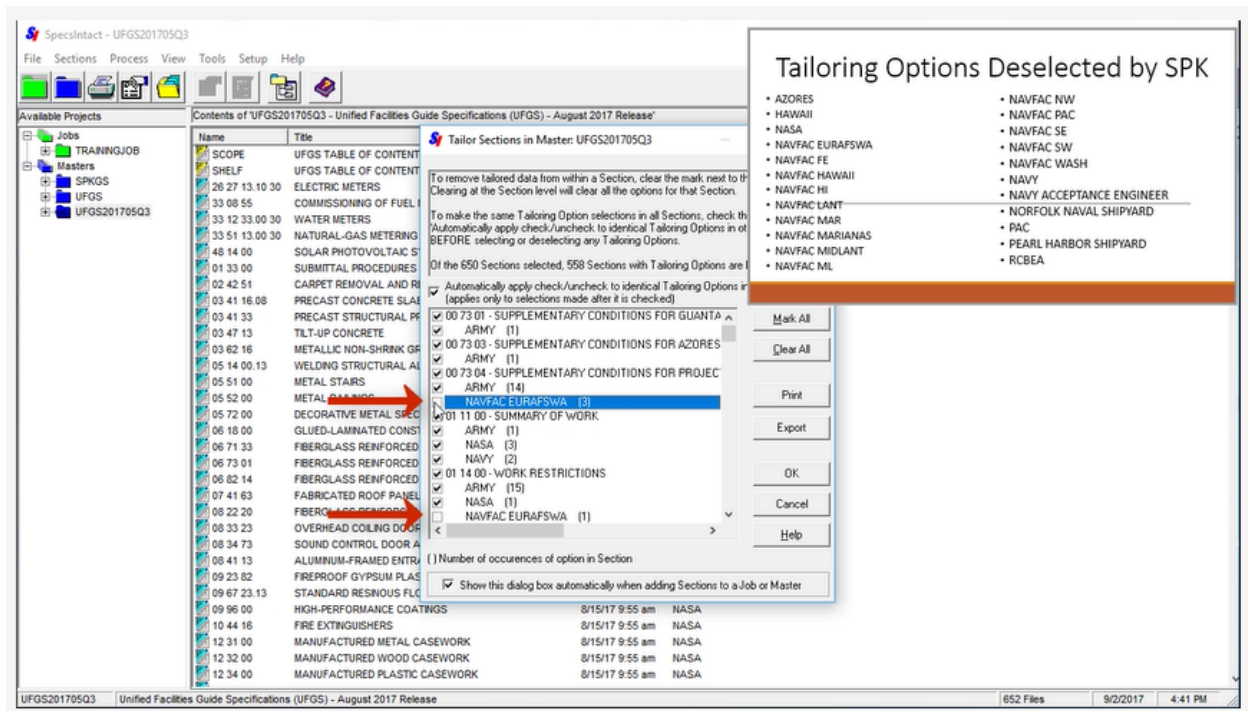 SpecsIntact - UFGS201705Q3
File Sections Process View Tools Setup Help
Available Projects
Jobs
TRAININGJOB
Masters
SPKGS
UFGS
UFGS201705Q3
Contents of 'UFGS201705Q3 - Unified Facilities Guide Specifications (UFGS) - August 2017 Release'
Name Title
SCOPE UFGS TABLE OF CONTENT
SHELF UFGS TABLE OF CONTENT
26 27 13.10 30 ELECTRIC METERS
33 08 55 COMMISSIONING OF FUEL
33 12 33.00 30 WATER METERS
33 51 13.00 30 NATURAL-GAS METERING
48 14 00 SOLAR PHOTOVOLTAIC S
01 33 00 SUBMITTAL PROCEDURES
02 42 51 CARPET REMOVAL AND R
03 41 16.08 PRECAST CONCRETE SLA
03 41 33 PRECAST STRUCTURAL P
03 47 13 TILT-UP CONCRETE
03 62 16 METALLIC NON-SHRINK GR
05 14 00.13 WELDING STRUCTURAL AL
05 51 00 METAL STAIRS
05 52 00 METAL RAILINGS
05 72 00 DECORATIVE METAL SPEC
06 18 00 GLUED-LAMINATED CONST
06 71 33 FIBERGLASS REINFORCED
06 73 01 FIBERGLASS REINFORCED
06 82 14 FIBERGLASS REINFORCED
07 41 63 FABRICATED ROOF PANEL
08 22 20 FIBERGLASS REINFORCE
08 33 23 OVERHEAD COILING DOOR
08 34 73 SOUND CONTROL DOOR A
08 41 13 ALUMINUM-FRAMED ENTR
09 23 82 FIREPROOF GYPSUM PLAS
09 67 23.13 STANDARD RESINOUS FLO
09 96 00 HIGH-PERFORMANCE COATINGS 8/15/17 9:55 am NASA
10 44 16 FIRE EXTINGUISHERS 8/15/17 9:55 am NASA
12 31 00 MANUFACTURED METAL CASEWORK 8/15/17 9:55 am NASA
12 32 00 MANUFACTURED WOOD CASEWORK 8/15/17 9:55 am NASA
12 34 00 MANUFACTURED PLASTIC CASEWORK 8/15/17 9:55 am NASA
Tailor Sections in Master: UFGS201705Q3
To remove tailored data from within a Section, clear the mark next to th
Clearing at the Section level will clear all the options for that Section.
To make the same Tailoring Option selections in all Sections, check th
'Automatically apply check/uncheck to identical Tailoring Options in ot
BEFORE selecting or deselecting any Tailoring Options.
Of the 650 Sections selected, 558 Sections with Tailoring Options are l
Automatically apply check/uncheck to identical Tailoring Options in
(applies only to selections made after it is checked)
00 73 01 - SUPPLEMENTARY CONDITIONS FOR GUANTA
ARMY (1)
00 73 03 - SUPPLEMENTARY CONDITIONS FOR AZORES
ARMY (1)
00 73 04 - SUPPLEMENTARY CONDITIONS FOR PROJEC
ARMY (14)
NAVFAC EURAFSWA (3)
01 11 00 - SUMMARY OF WORK
ARMY (1)
NASA (3)
NAVY (2)
01 14 00 - WORK RESTRICTIONS
ARMY (15)
NASA (1)
NAVFAC EURAFSWA (1)
( ) Number of occurences of option in Section
Show this dialog box automatically when adding Sections to a Job or Master
Mark All
Clear All
Print
Export
OK
Cancel
Help
Tailoring Options Deselected by SPK
• AZORES
• HAWAII
• NASA
• NAVFAC EURAFSWA
• NAVFAC FE
• NAVFAC HAWAII
• NAVFAC HI
• NAVFAC LANT
• NAVFAC MAR
• NAVFAC MARIANAS
• NAVFAC MIDLANT
• NAVFAC ML
• NAVFAC NW
• NAVFAC PAC
• NAVFAC SE
• NAVFAC SW
• NAVFAC WASH
• NAVY
• NAVY ACCEPTANCE ENGINEER
• NORFOLK NAVAL SHIPYARD
• PAC
• PEARL HARBOR SHIPYARD
• RCBEA
UFGS201705Q3 Unified Facilities Guide Specifications (UFGS) - August 2017 Release 652 Files 9/2/2017 4:41 PM